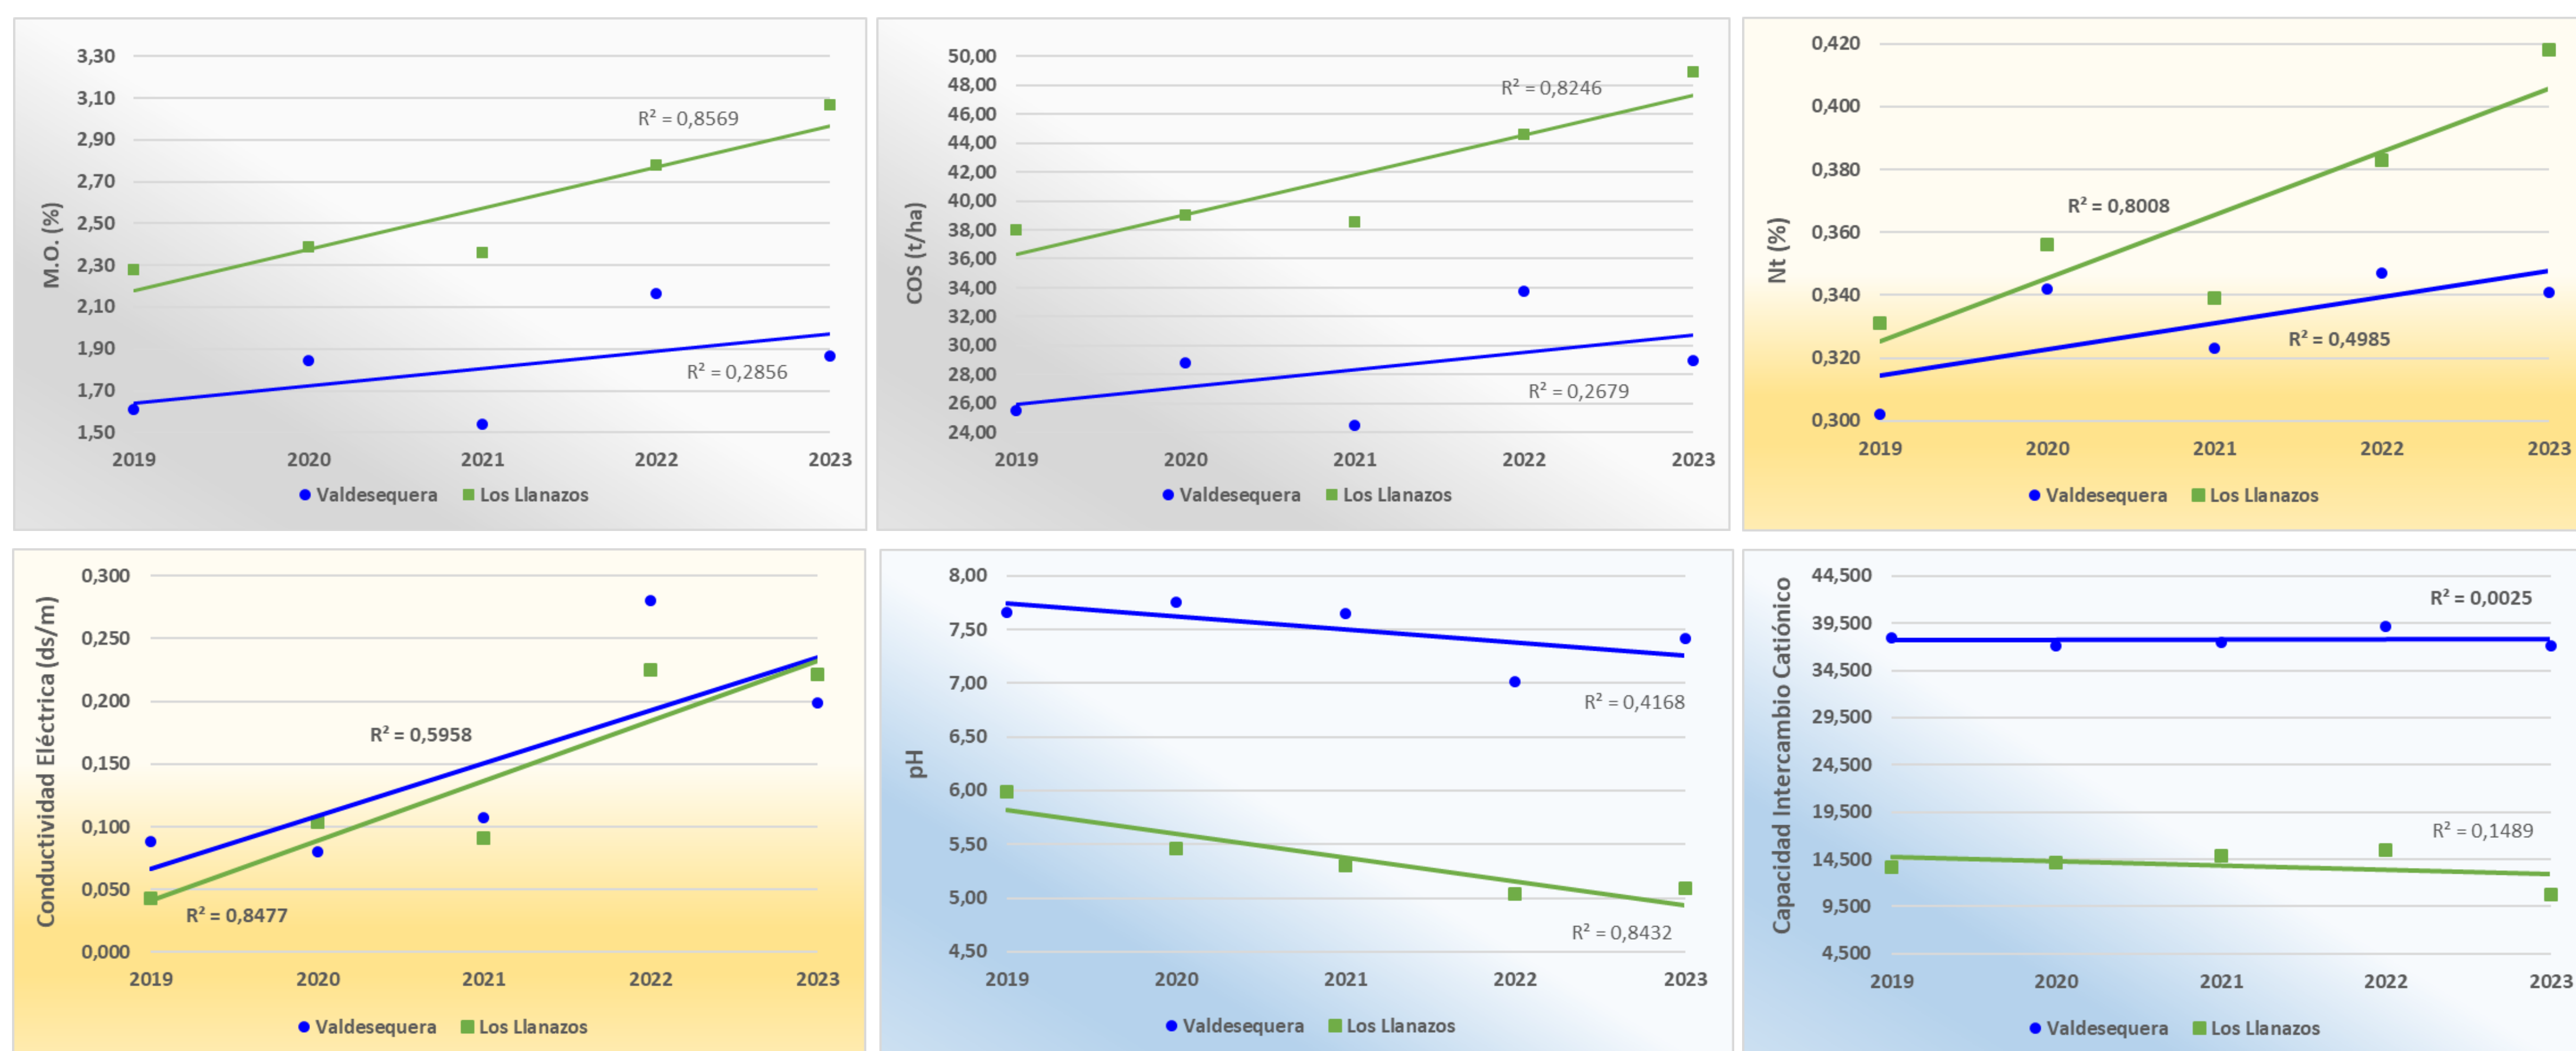 M.O. (%)
3,30
3,10
2,90
2,70
2,50
2,30
2,10
1,90
1,70
1,50
R² = 0,8569
R² = 0,2856
2019 2020 2021 2022 2023
Valdesequera Los Llanazos
COS (t/ha)
50,00
48,00
46,00
44,00
42,00
40,00
38,00
36,00
34,00
32,00
30,00
28,00
26,00
24,00
R² = 0,8246
R² = 0,2679
2019 2020 2021 2022 2023
Valdesequera Los Llanazos
Nt (%)
0,420
0,400
0,380
0,360
0,340
0,320
0,300
R² = 0,8008
R² = 0,4985
2019 2020 2021 2022 2023
Valdesequera Los Llanazos
Conductividad Eléctrica (ds/m)
0,300
0,250
0,200
0,150
0,100
0,050
0,000
R² = 0,5958
R² = 0,8477
2019 2020 2021 2022 2023
Valdesequera Los Llanazos
pH
8,00
7,50
7,00
6,50
6,00
5,50
5,00
4,50
R² = 0,4168
R² = 0,8432
2019 2020 2021 2022 2023
Valdesequera Los Llanazos
Capacidad Intercambio Catiónico
44,500
39,500
34,500
29,500
24,500
19,500
14,500
9,500
4,500
R² = 0,0025
R² = 0,1489
2019 2020 2021 2022 2023
Valdesequera Los Llanazos